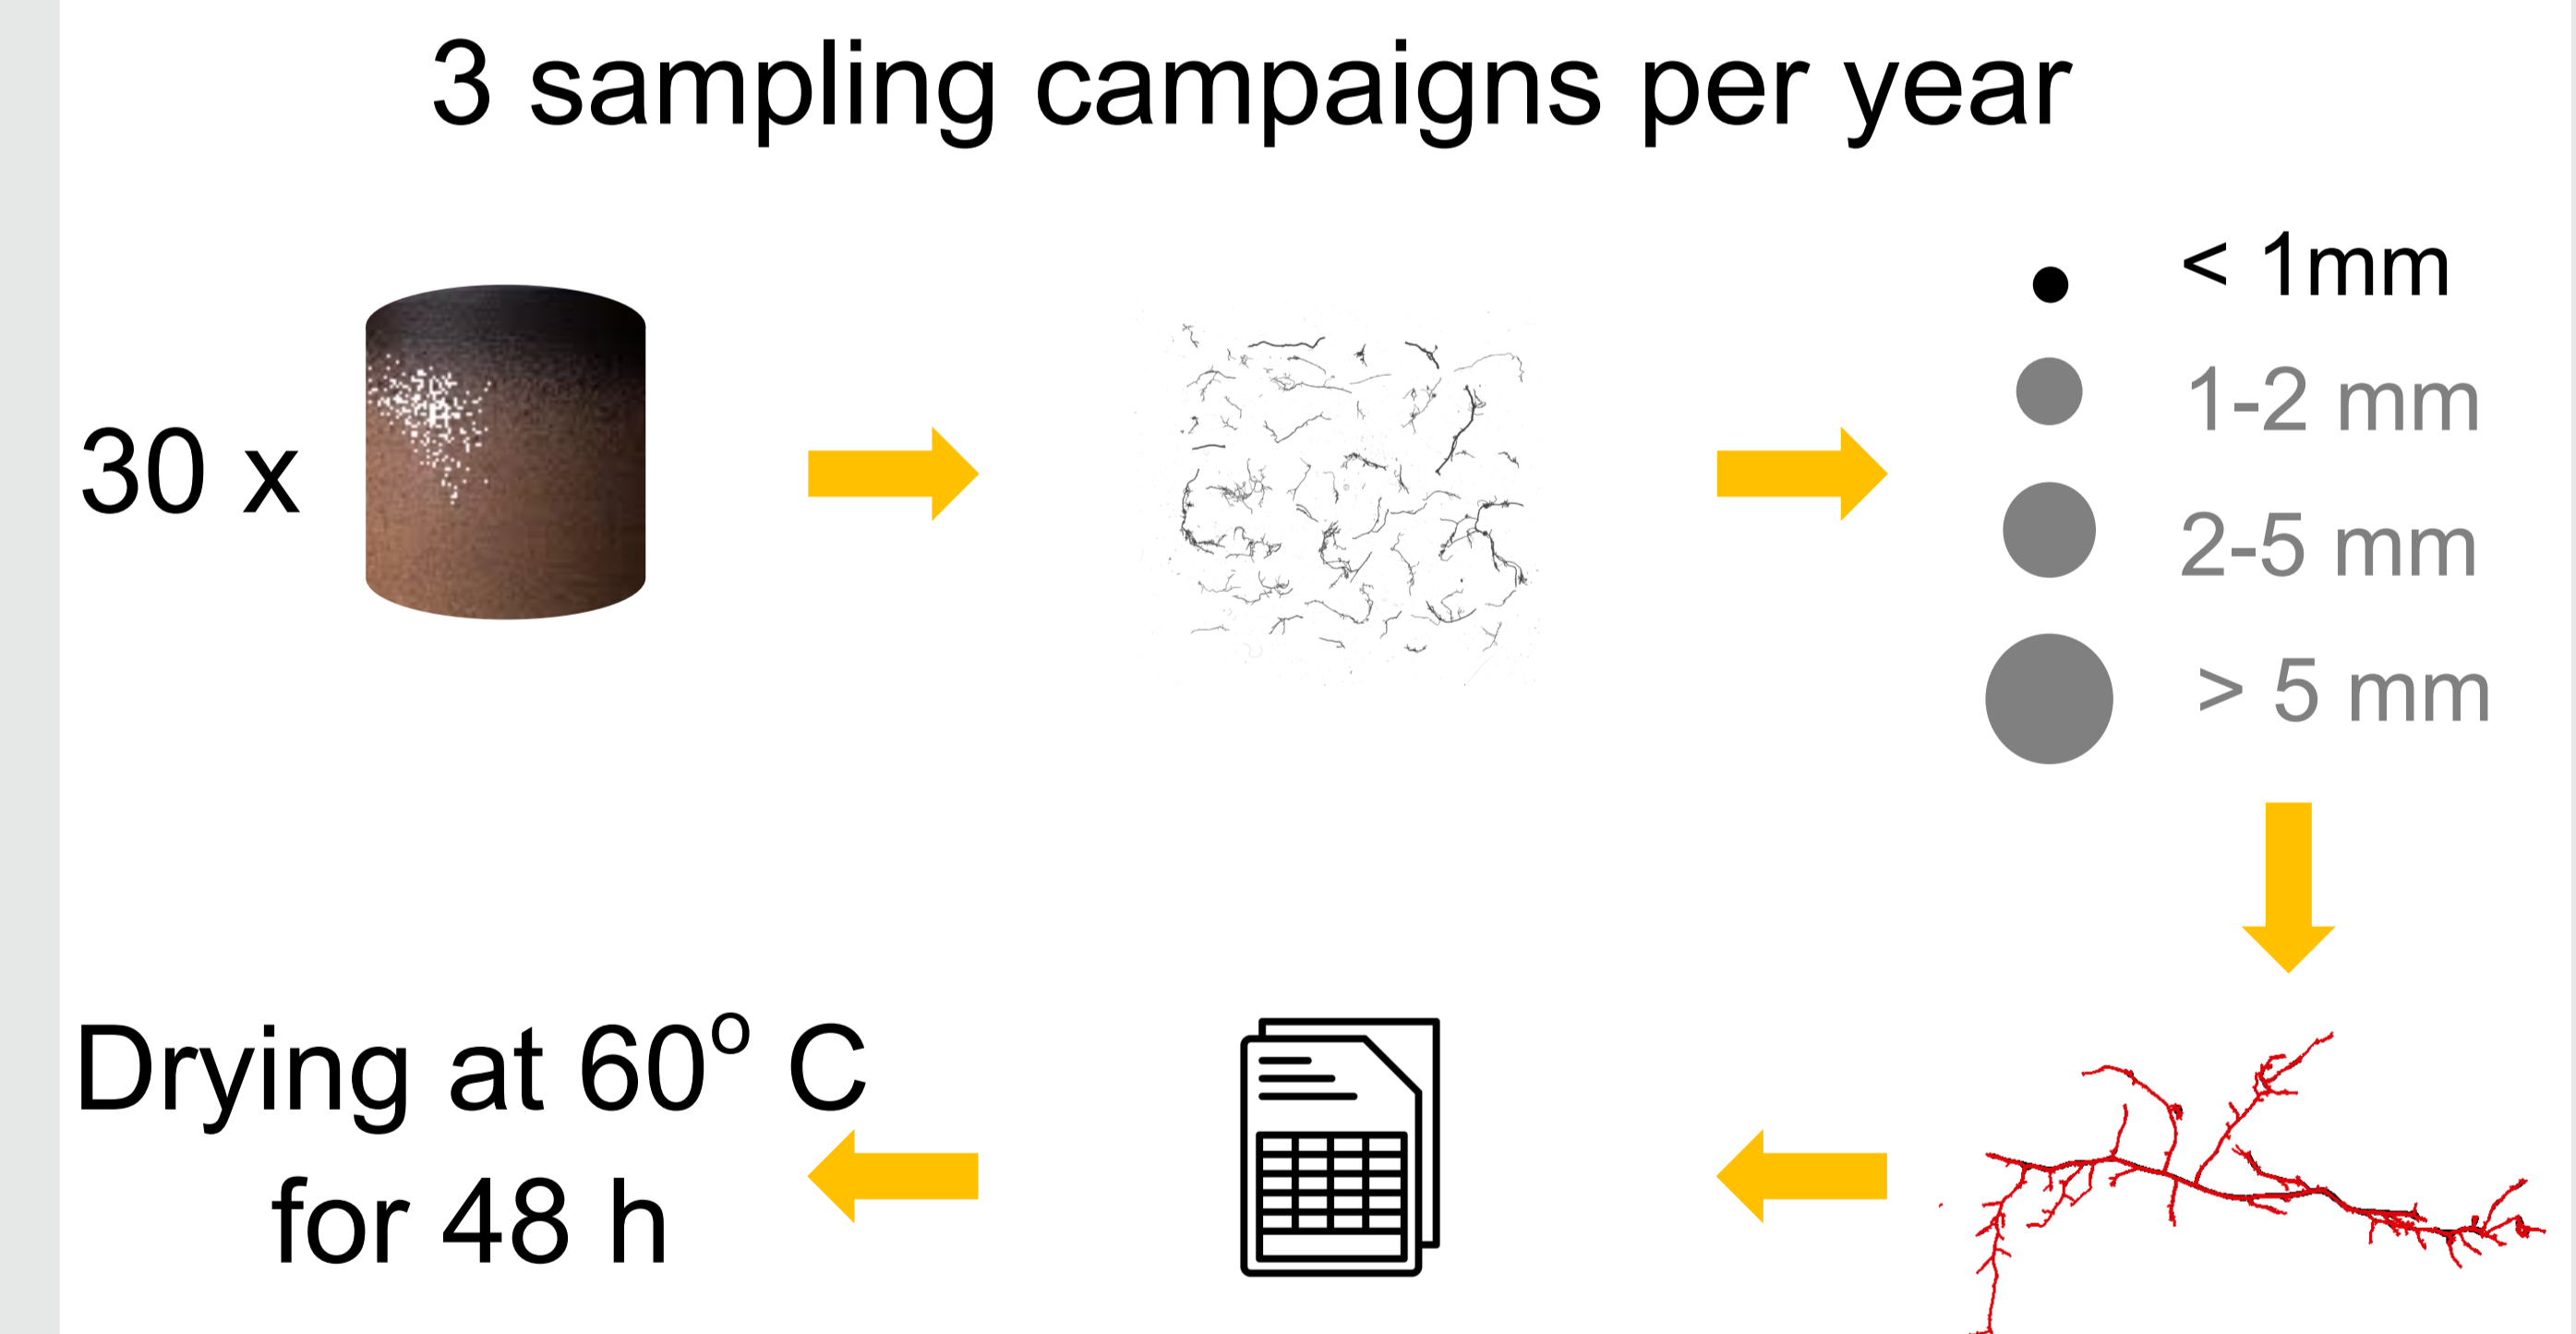 3 sampling campaigns per year
30 x
< 1mm
1-2 mm
2-5 mm
> 5 mm
Drying at 60º C
for 48 h